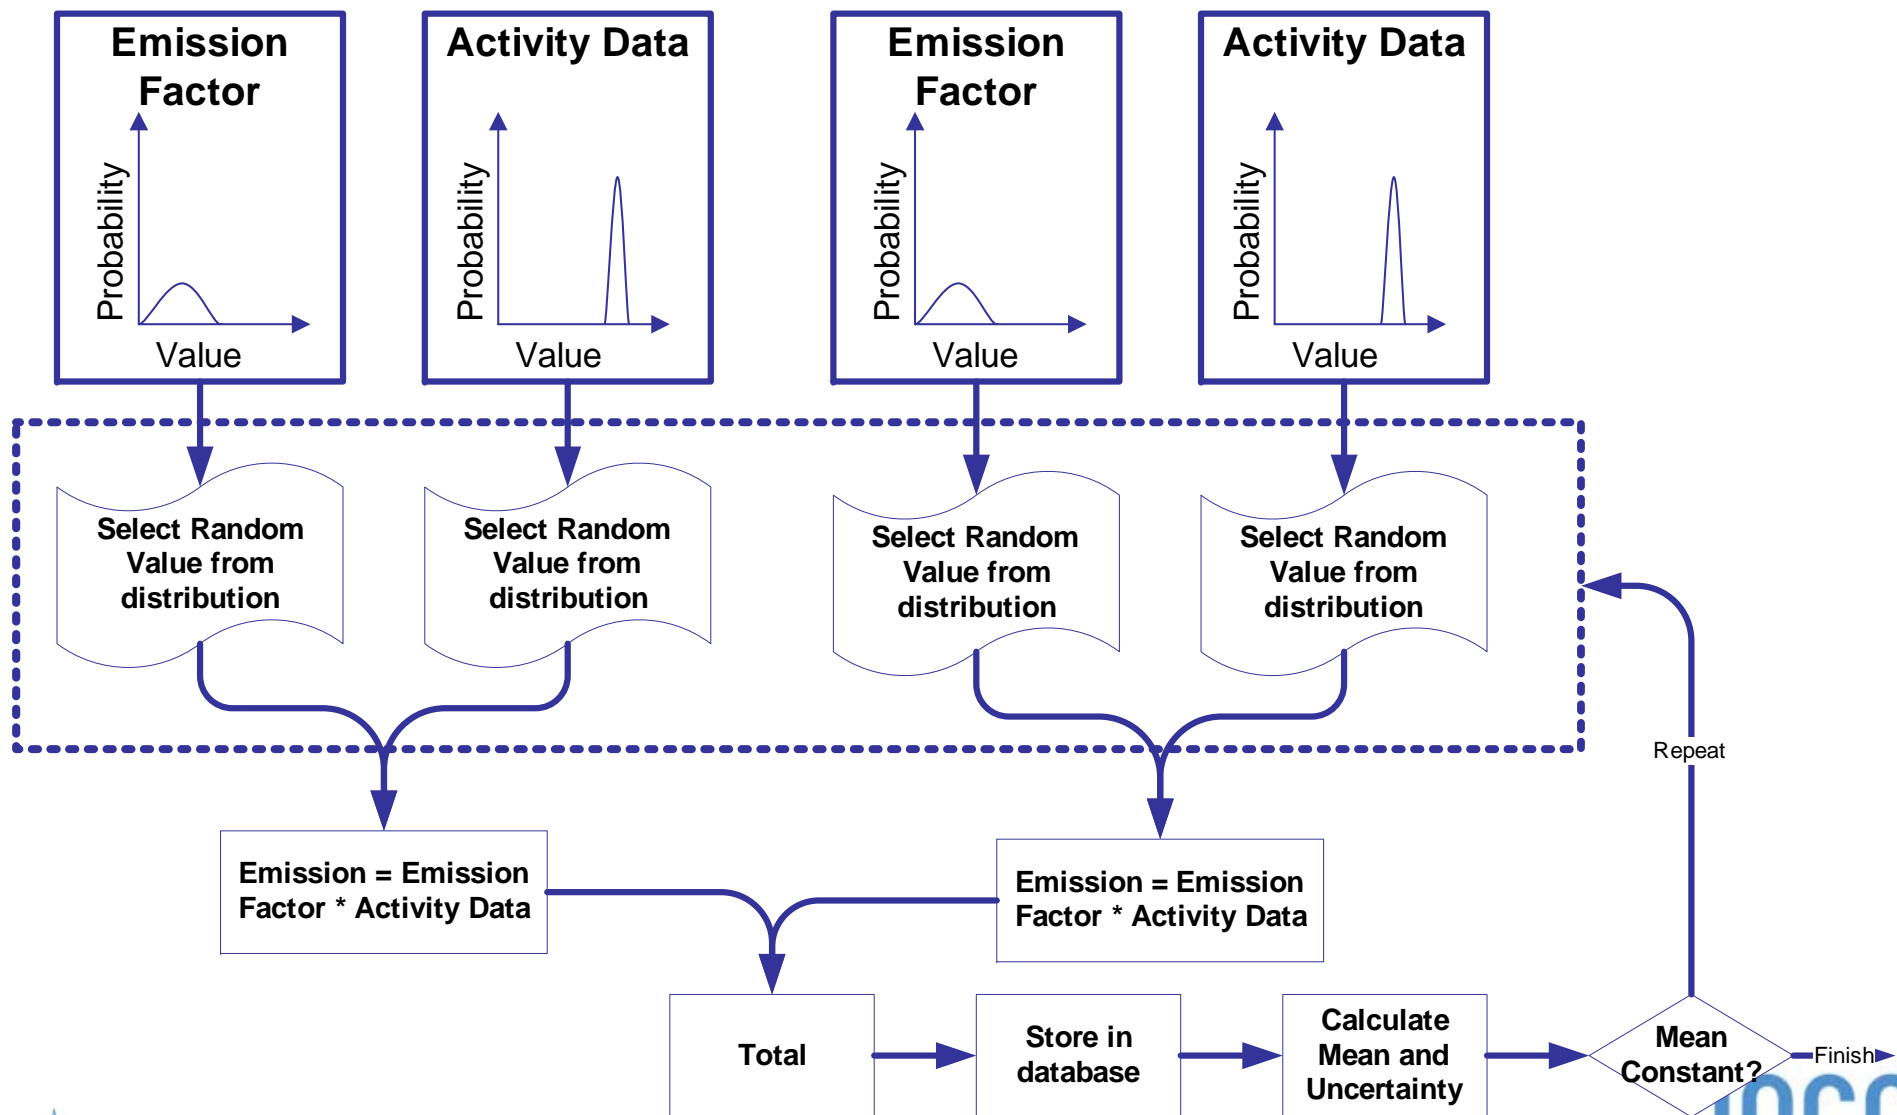 Emission
Factor
Probability
Value
Activity Data
Probability
Value
Emission
Factor
Probability
Value
Activity Data
Probability
Value
Select Random
Value from
distribution
Select Random
Value from
distribution
Select Random
Value from
distribution
Select Random
Value from
distribution
Repeat
Emission = Emission
Factor * Activity Data
Emission = Emission
Factor * Activity Data
Total
Store in
database
Calculate
Mean and
Uncertainty
Mean
Constant?
Finish